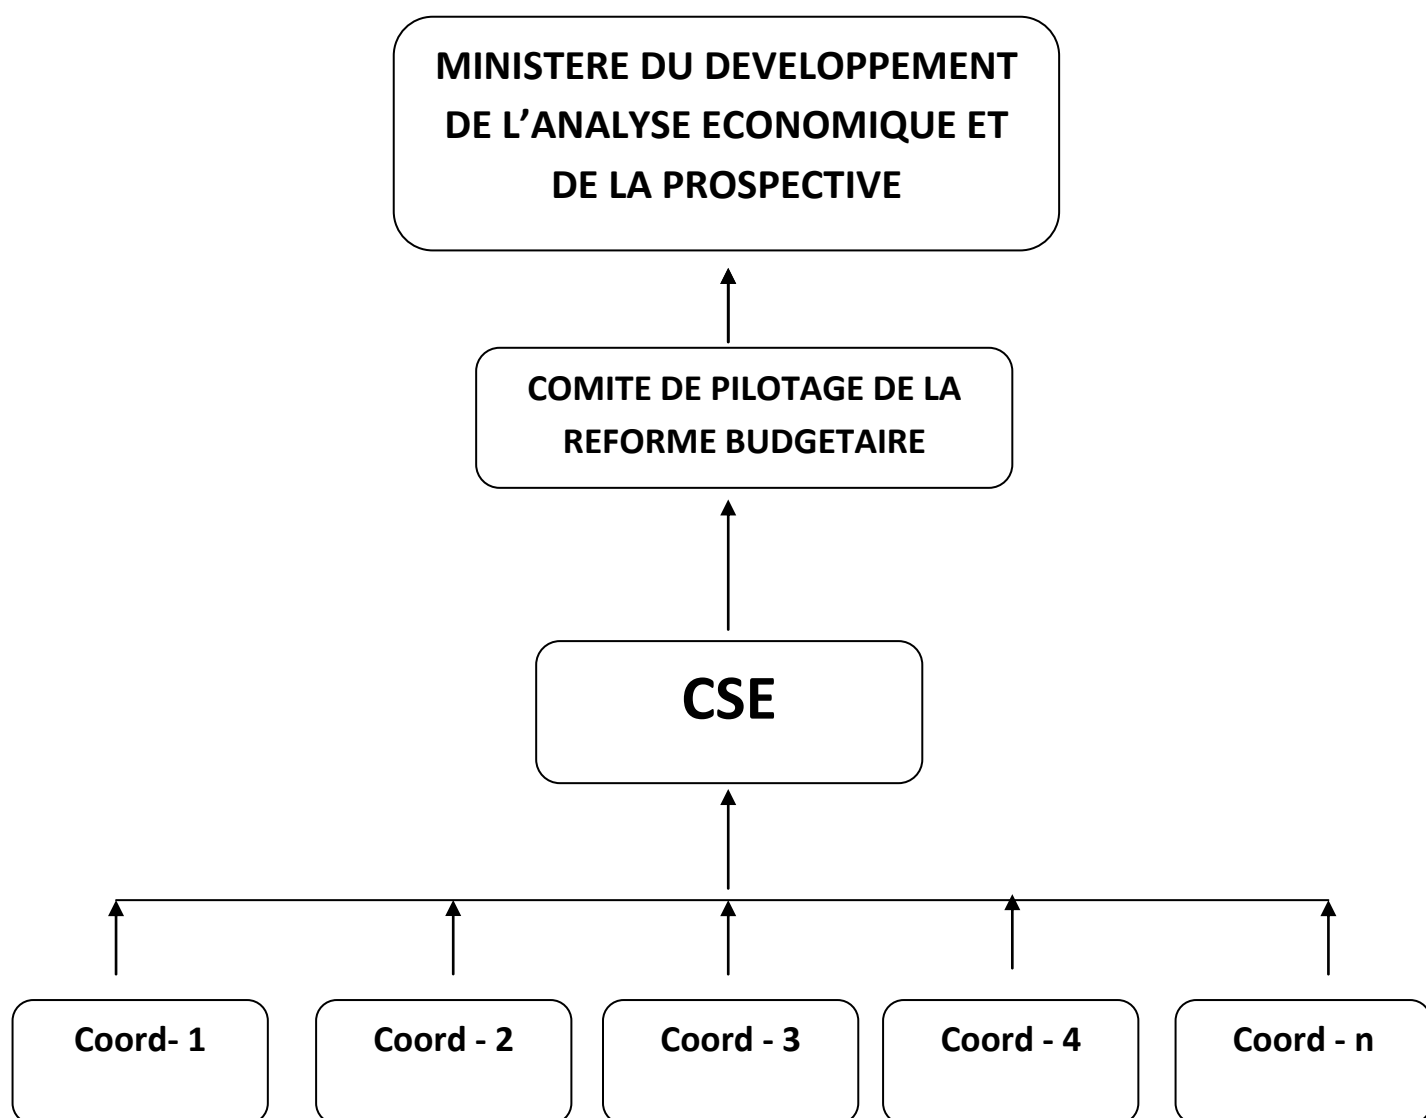 MINISTERE DU DEVELOPPEMENT
DE L’ANALYSE ECONOMIQUE ET
DE LA PROSPECTIVE
COMITE DE PILOTAGE DE LA
REFORME BUDGETAIRE
CSE
Coord- 1
Coord - 2
Coord - 3
Coord - 4
Coord - n